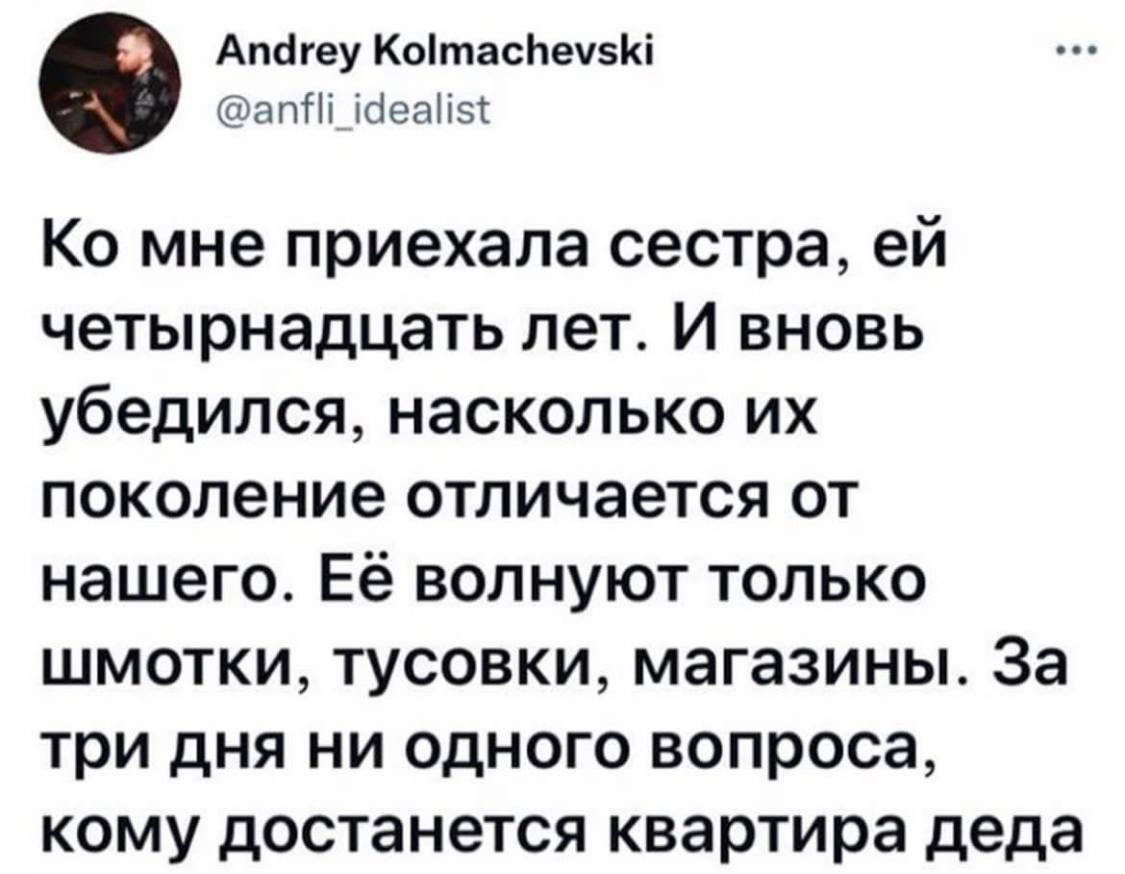 Andrey Kolmachevski
@anfli_idealist
Ко мне приехала сестра, ей
четырнадцать лет. И вновь
убедился, насколько их
поколение отличается от
нашего. Её волнуют только
шмотки, тусовки, магазины. За
три дня ни одного вопроса,
кому достанется квартира деда